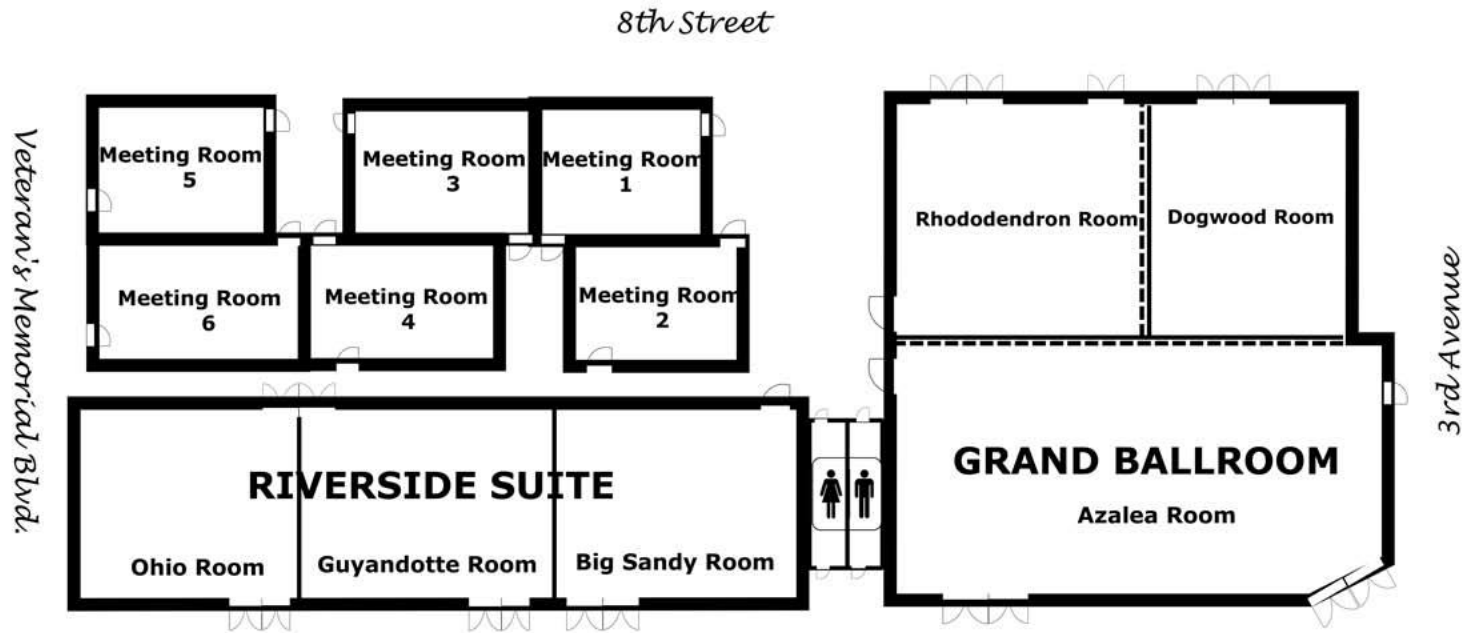 8th Street
Veteran's Memorial Blvd.
Meeting Room
5
Meeting Room
3
Meeting Room
1
Meeting Room
6
Meeting Room
4
Meeting Room
2
Rhododendron Room
Dogwood Room
3rd Avenue
RIVERSIDE SUITE
Ohio Room
Guyandotte Room
Big Sandy Room
GRAND BALLROOM
Azalea Room